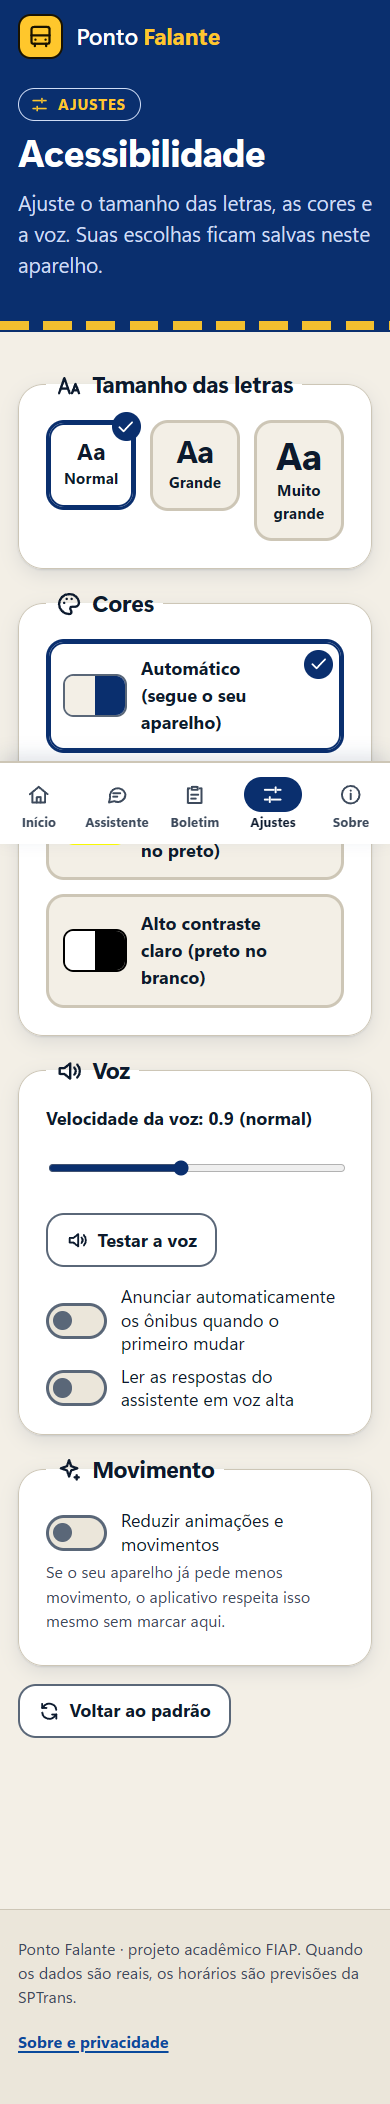 Ponto Falante
AJUSTES
Acessibilidade
Ajuste o tamanho das letras, as cores e
a voz. Suas escolhas ficam salvas neste
aparelho.
Tamanho das letras
Aa
Normal
Aa
Grande
Aa
Muito
grande
Cores
Automático
(segue o seu
aparelho)
Início
Assistente
Boletim
Ajustes
Sobre
no preto)
Alto contraste
claro (preto no
branco)
Voz
Velocidade da voz: 0.9 (normal)
Testar a voz
Anunciar automaticamente
os ônibus quando o
primeiro mudar
Ler as respostas do
assistente em voz alta
Movimento
Reduzir animações e
movimentos
Se o seu aparelho já pede menos
movimento, o aplicativo respeita isso
mesmo sem marcar aqui.
Voltar ao padrão
Ponto Falante · projeto acadêmico FIAP. Quando
os dados são reais, os horários são previsões da
SPTrans.
Sobre e privacidade